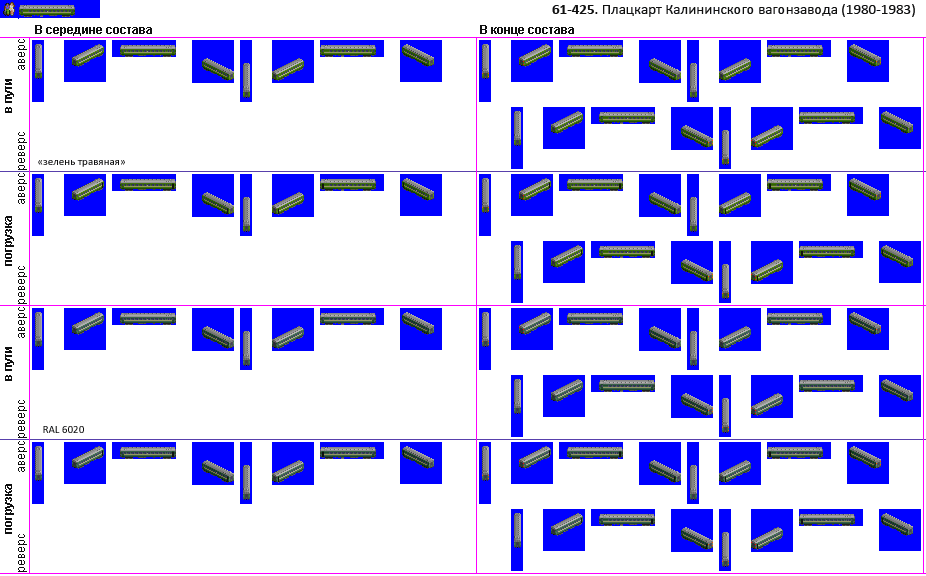 61-425. Плацкарт Калининского вагонзавода (1980-1983)
В середине состава
В конце состава
в пути
аверс
реверс
«зелень травяная»
погрузка
аверс
реверс
в пути
аверс
реверс
RAL 6020
погрузка
аверс
реверс